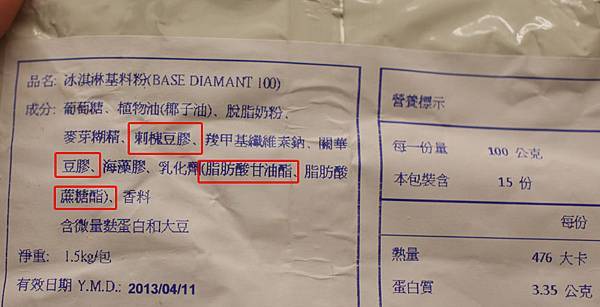 品名: 冰淇淋基料粉(BASE DIAMANT 100)
成分: 葡萄糖、植物油(椰子油)、脫脂奶粉、
麥芽糊精、刺槐豆膠、羧甲基纖維素鈉、關華
豆膠、海藻膠、乳化劑(脂肪酸甘油酯、脂肪酸
蔗糖酯)、香料
含微量麩蛋白和大豆
淨重: 1.5kg/包
有效日期 Y.M.D.: 2013/04/11
營養標示
每一份量 100 公克
本包裝含 15 份
每份
熱量 476 大卡
蛋白質 3.35 公克